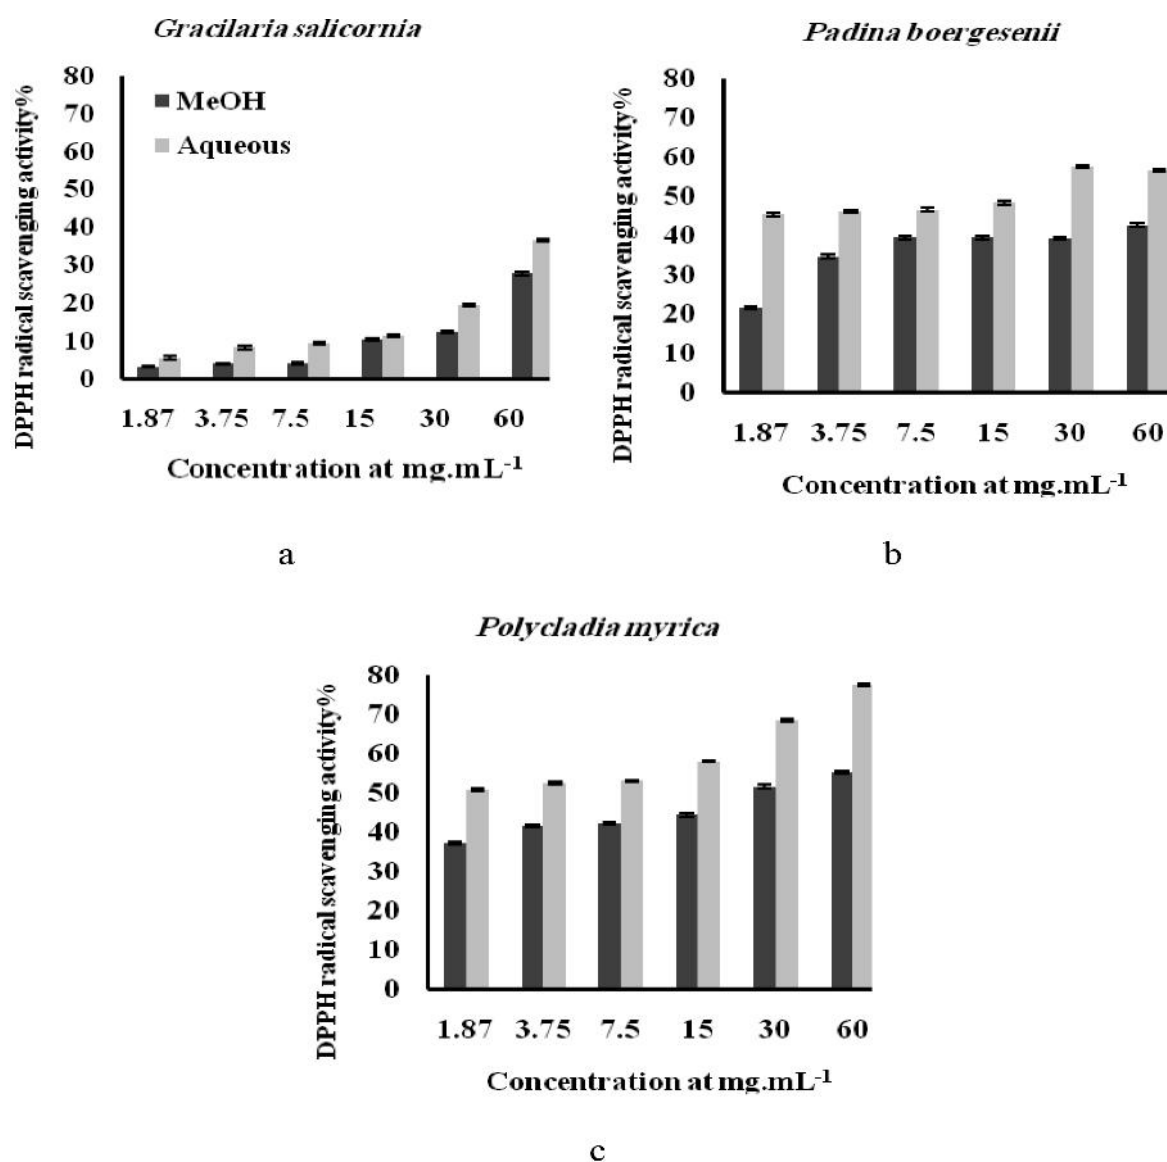 Gracilaria salicornia
DPPH radical scavenging activity%
80
70
60
50
40
30
20
10
0
MeOH
Aqueous
1.87 3.75 7.5 15 30 60
Concentration at mg.mL-1
a
Padina boergesenii
DPPH radical scavenging activity%
80
70
60
50
40
30
20
10
0
1.87 3.75 7.5 15 30 60
Concentration at mg.mL-1
b
Polycladia myrica
DPPH radical scavenging activity%
80
70
60
50
40
30
20
10
0
1.87 3.75 7.5 15 30 60
Concentration at mg.mL-1
c